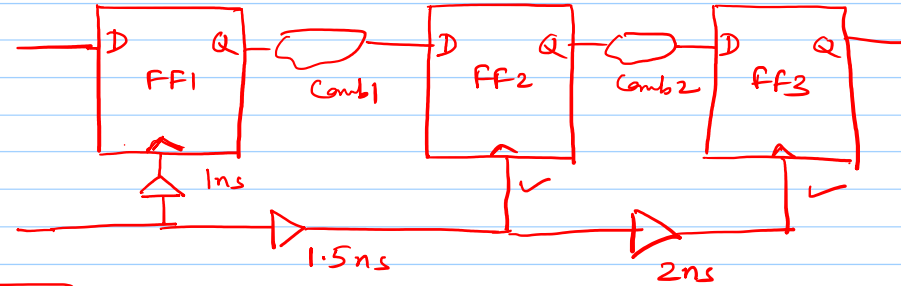 D Q D Q D Q
FF1 FF2 FF3
Comb1 Comb2
1ns
1.5ns
2ns